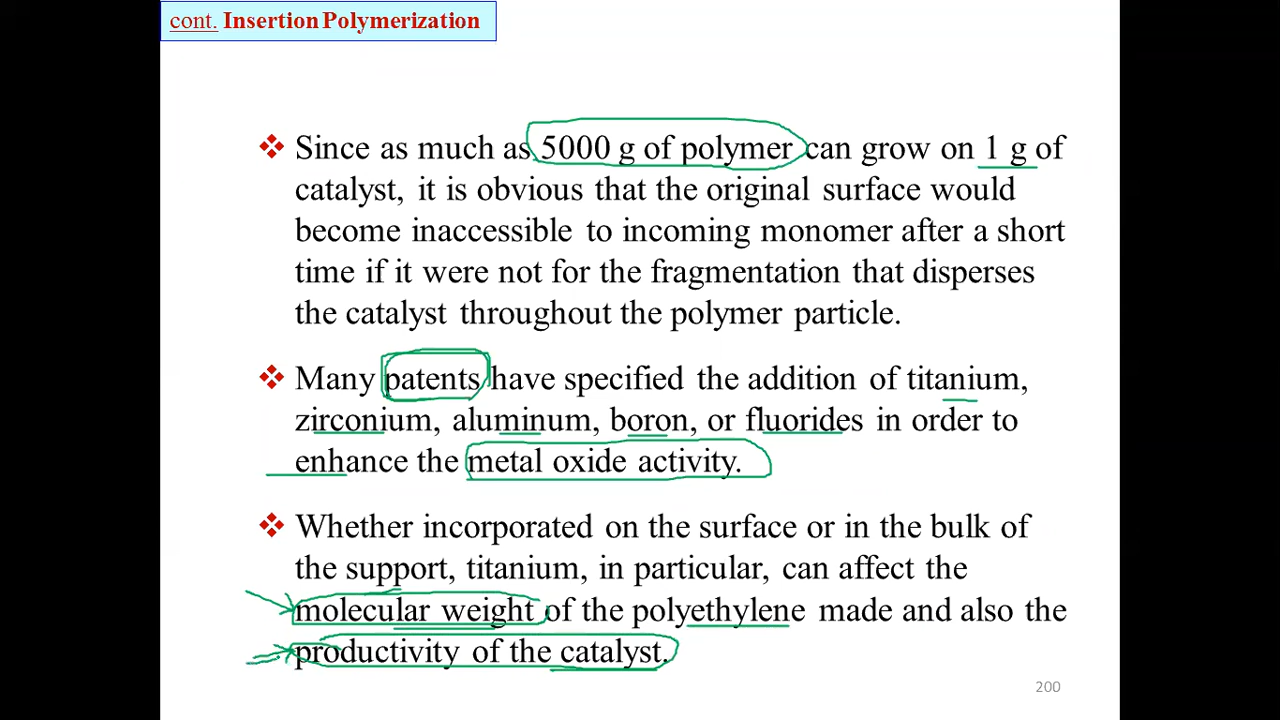 cont. Insertion Polymerization
❖ Since as much as 5000 g of polymer can grow on 1 g of
catalyst, it is obvious that the original surface would
become inaccessible to incoming monomer after a short
time if it were not for the fragmentation that disperses
the catalyst throughout the polymer particle.
❖ Many patents have specified the addition of titanium,
zirconium, aluminum, boron, or fluorides in order to
enhance the metal oxide activity.
❖ Whether incorporated on the surface or in the bulk of
the support, titanium, in particular, can affect the
molecular weight of the polyethylene made and also the
productivity of the catalyst.
200